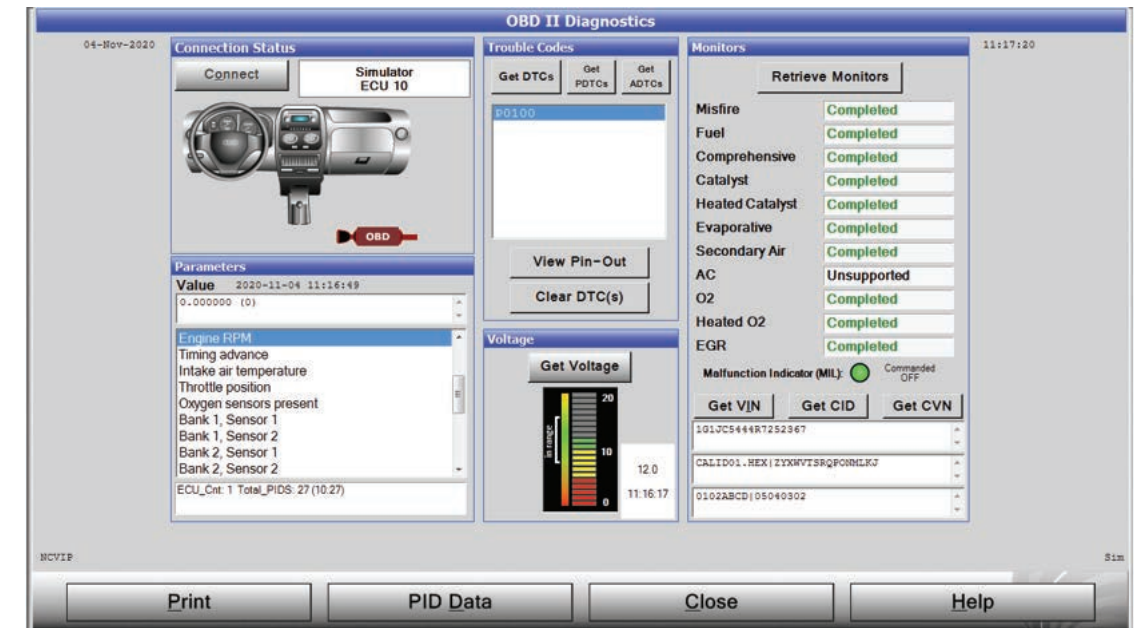 OBD II Diagnostics
04-Nov-2020
11:17:20
Connection Status
Connect
Simulator
ECU 10
OBD
Parameters
Value 2020-11-04 11:16:49
0.000000 (0)
Engine RPM
Timing advance
Intake air temperature
Throttle position
Oxygen sensors present
Bank 1, Sensor 1
Bank 1, Sensor 2
Bank 2, Sensor 1
Bank 2, Sensor 2
ECU_Cnt: 1 Total_PIDS: 27 (10.27)
Trouble Codes
Get DTCs
Get
PDTCs
Get
ADTCs
P0100
View Pin-Out
Clear DTC(s)
Voltage
Get Voltage
in range
20
10
0
12.0
11:16:17
Monitors
Retrieve Monitors
Misfire Completed
Fuel Completed
Comprehensive Completed
Catalyst Completed
Heated Catalyst Completed
Evaporative Completed
Secondary Air Completed
AC Unsupported
O2 Completed
Heated O2 Completed
EGR Completed
Malfunction Indicator (MIL): Commanded
OFF
Get VIN Get CID Get CVN
1G1JC5444R7252367
CALID01.HEX|ZYXWVTSRQPONMLKJ
0102ABCD|05040302
NCVIP
Sim
Print PID Data Close Help